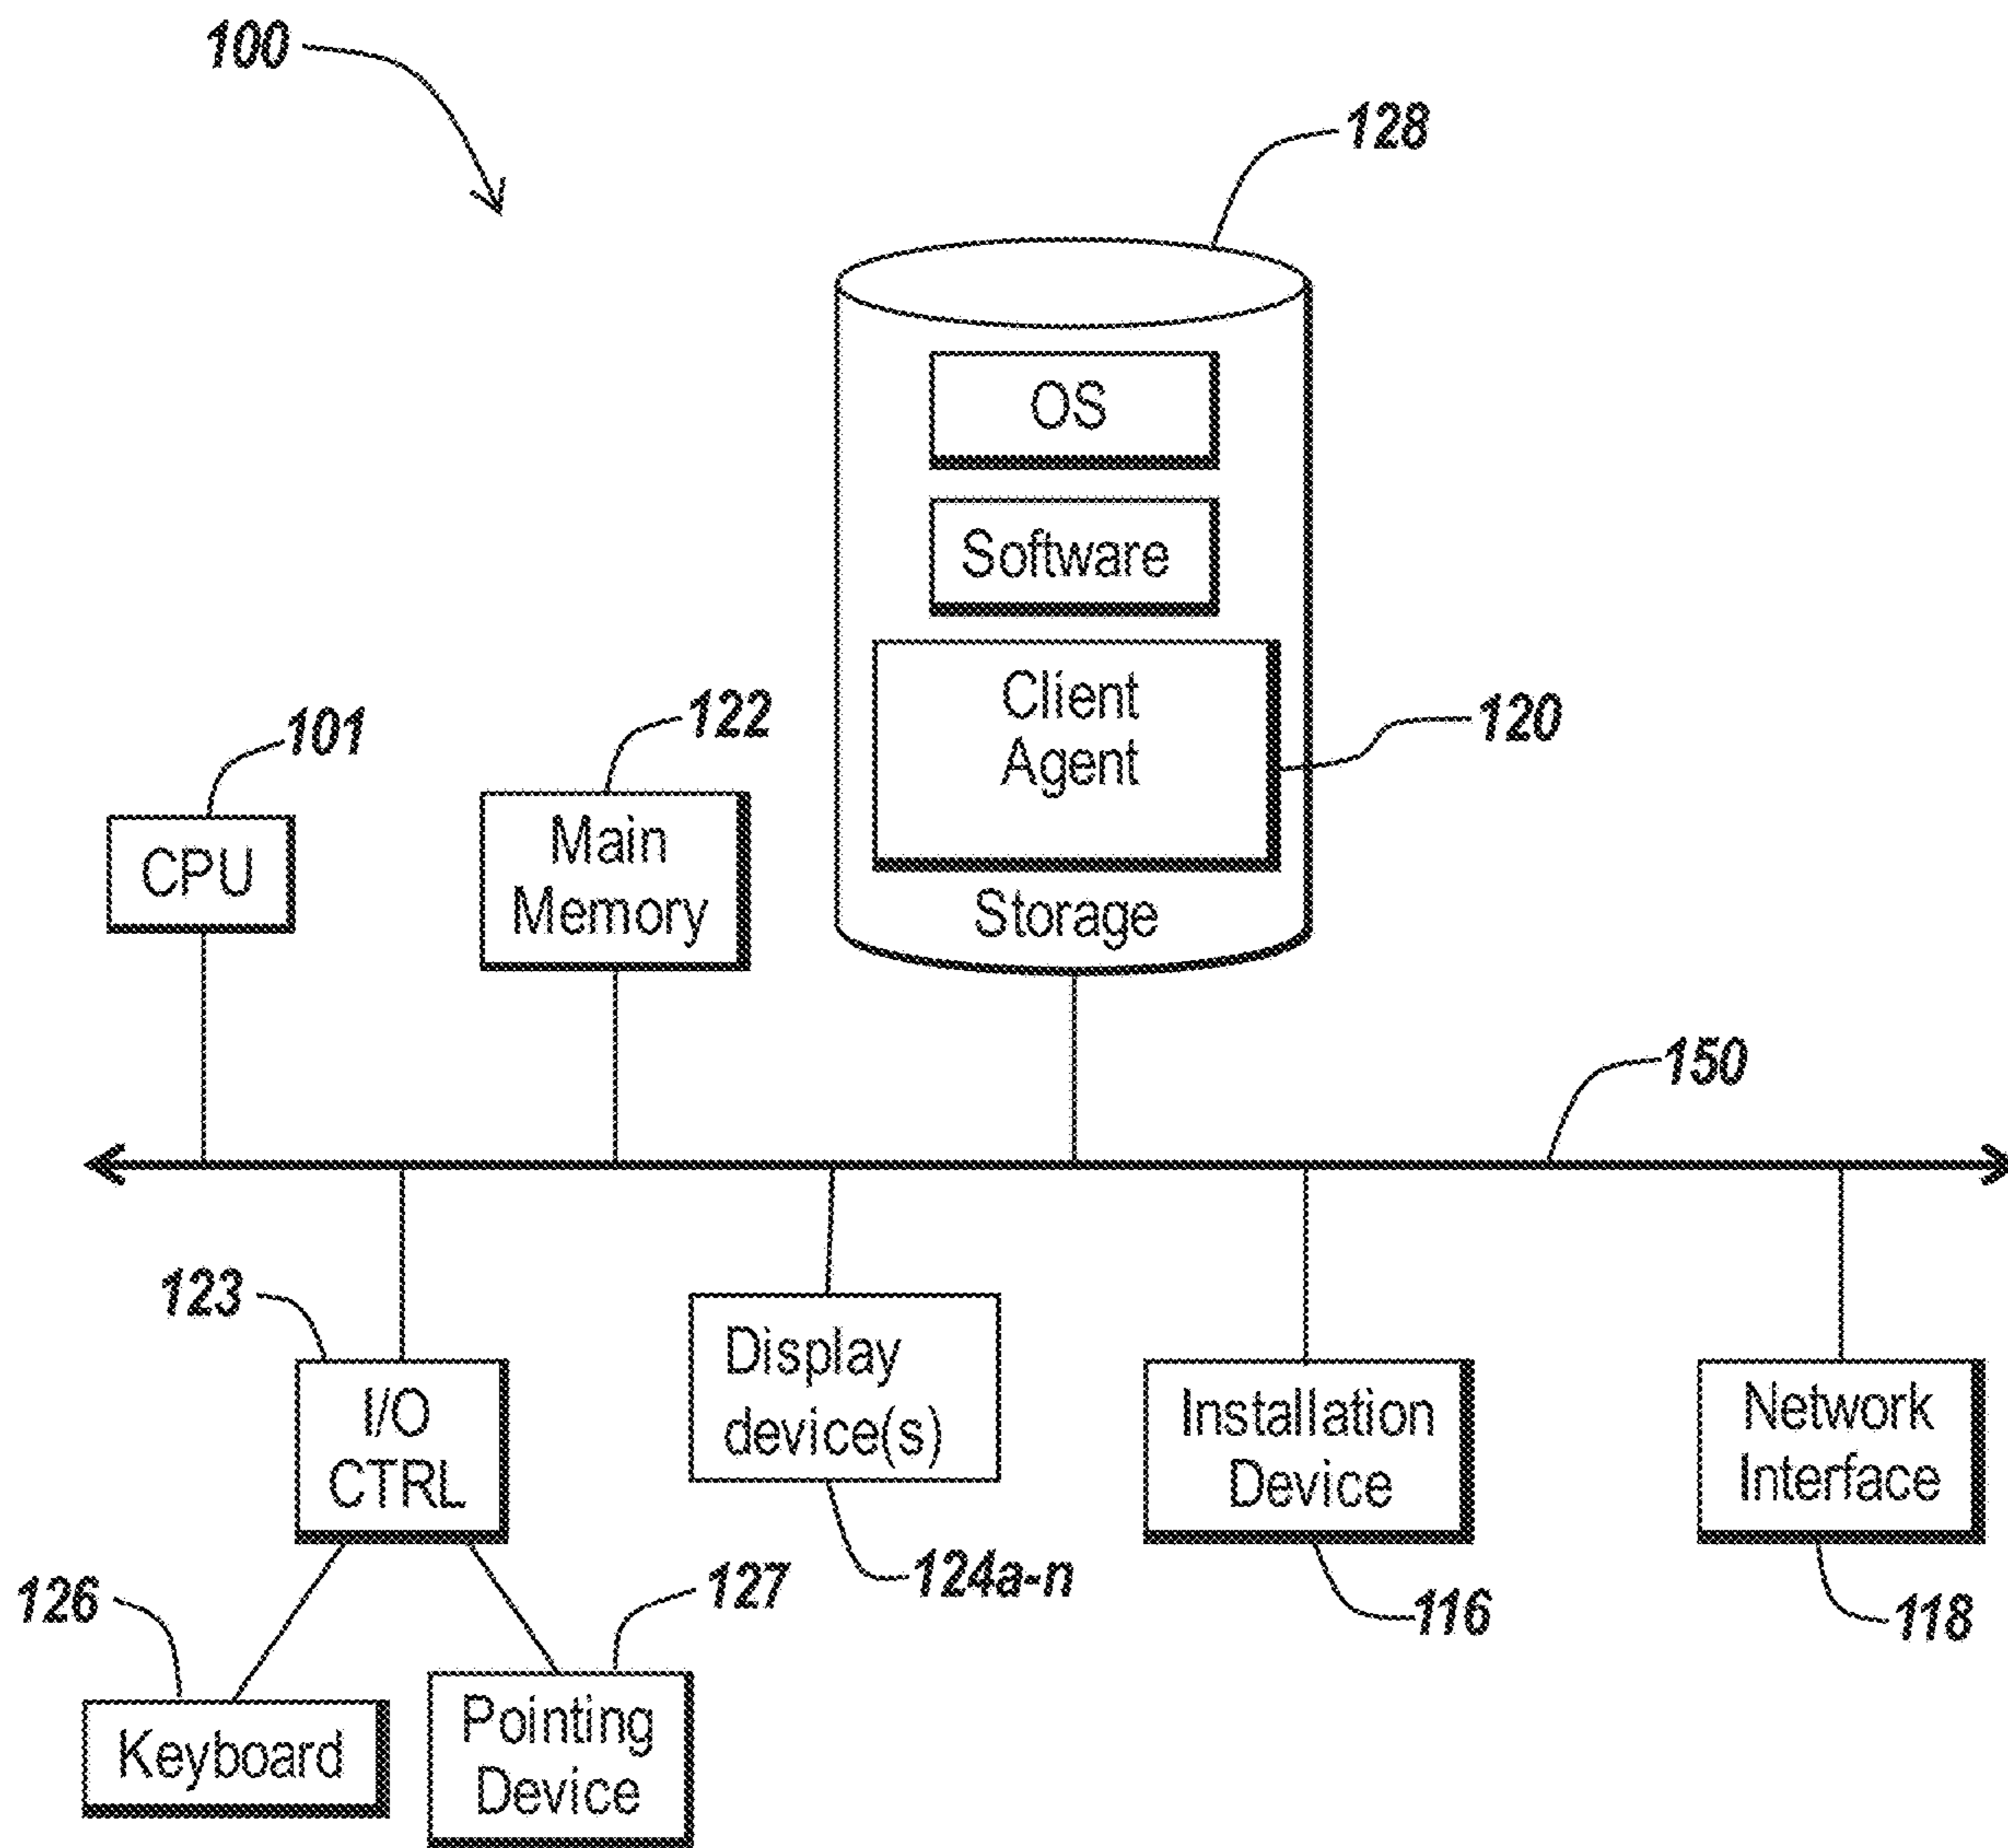 100
128
OS
Software
Client
Agent
120
122
101
Main
Memory
CPU
Storage
150
123
Display
device(s)
I/O
CTRL
Installation
Device
Network
Interface
124a-n
127
126
116
118
Pointing
Device
Keyboard